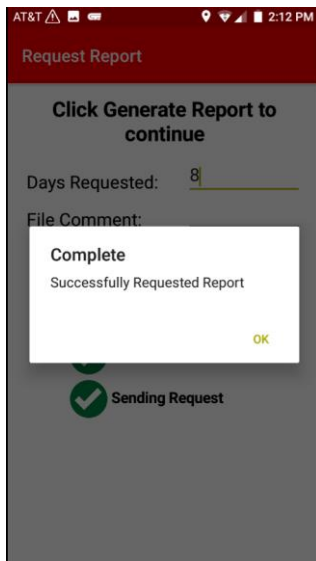 AT&T 2:12 PM
Request Report
Click Generate Report to
continue
Days Requested: 8
File Comment:
Complete
Successfully Requested Report
OK
Sending Request